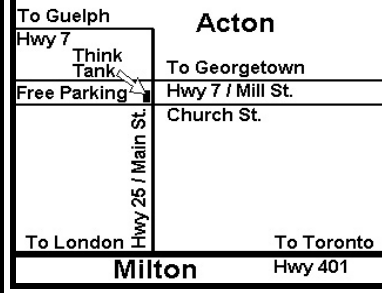 To Guelph
Acton
Hwy 7
Think
Tank
To Georgetown
Free Parking
Hwy 7 / Mill St.
Church St.
Hwy 25 / Main St.
To London
To Toronto
Milton
Hwy 401